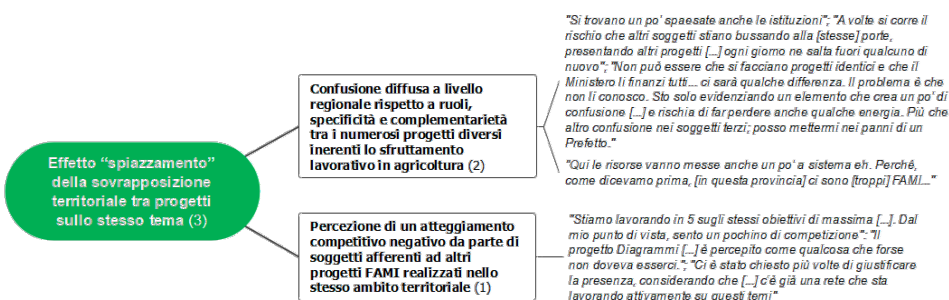 Effetto “spiazzamento”
della sovrapposizione
territoriale tra progetti
sullo stesso tema (3)
Confusione diffusa a livello
regionale rispetto a ruoli,
specificità e complementarietà
tra i numerosi progetti diversi
inerenti lo sfruttamento
lavorativo in agricoltura (2)
"Si trovano un po' spaesate anche le istituzioni"; "A volte si corre il
rischio che altri soggetti stiano bussando alla [stesse] porte,
presentando altri progetti [...] ogni giorno ne salta fuori qualcuno di
nuovo"; "Non può essere che si facciano progetti identici e che il
Ministero li finanzi tutti.... ci sarà qualche differenza. Il problema è che
non li conosco. Sto solo evidenziando un elemento che crea un po' di
confusione [...] e rischia di far perdere anche qualche energia. Più che
altro confusione nei soggetti terzi; posso mettermi nei panni di un
Prefetto."
"Qui le risorse vanno messe anche un po' a sistema eh. Perché,
come dicevamo prima, [in questa provincia] ci sono [troppi] FAMI...."
Percezione di un atteggiamento
competitivo negativo da parte di
soggetti afferenti ad altri
progetti FAMI realizzati nello
stesso ambito territoriale (1)
"Stiamo lavorando in 5 sugli stessi obiettivi di massima [...]. Dal
mio punto di vista, sento un pochino di competizione"; "Il
progetto Diagrammi [...] è percepito come qualcosa che forse
non doveva esserci."; "Ci è stato chiesto più volte di giustificare
la presenza, considerando che [...] c'è già una rete che sta
lavorando attivamente su questi temi"